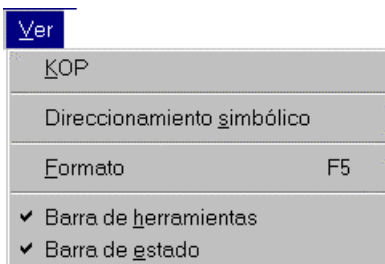 Ver
KOP
Direccionamiento simbólico
Formato F5
Barra de herramientas
Barra de estado